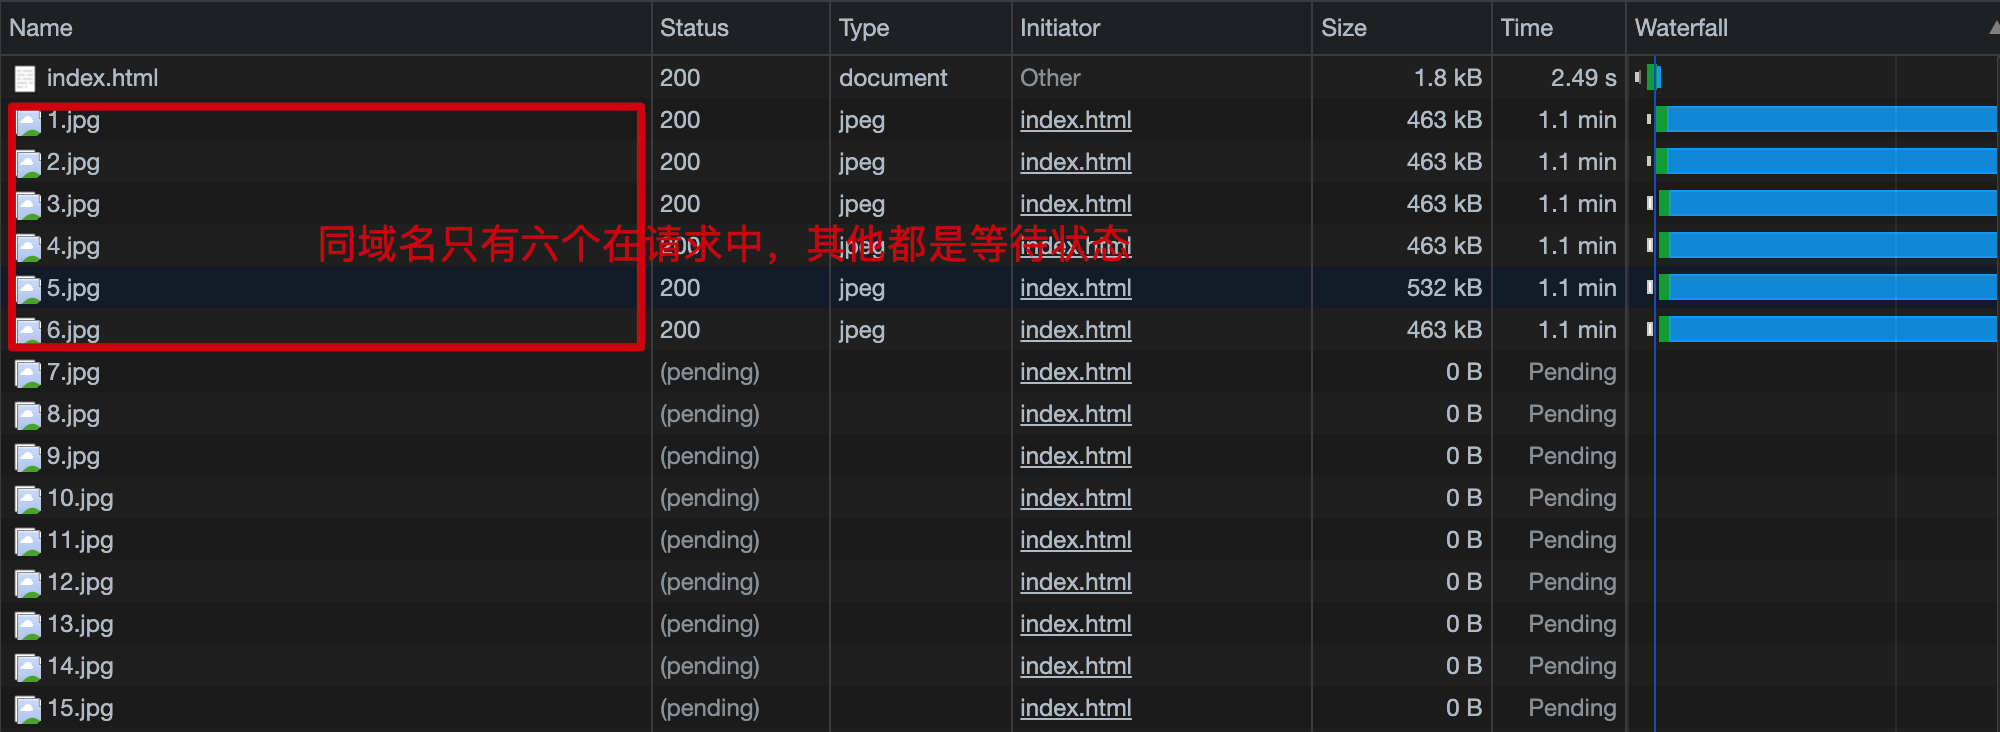 Name Status Type Initiator Size Time Waterfall
index.html 200 document Other 1.8 kB 2.49 s
1.jpg 200 jpeg index.html 463 kB 1.1 min
2.jpg 200 jpeg index.html 463 kB 1.1 min
3.jpg 200 jpeg index.html 463 kB 1.1 min
同域名只有六个在请求中，其他都是等待状态
4.jpg 200 jpeg index.html 463 kB 1.1 min
5.jpg 200 jpeg index.html 532 kB 1.1 min
6.jpg 200 jpeg index.html 463 kB 1.1 min
7.jpg (pending) index.html 0 B Pending
8.jpg (pending) index.html 0 B Pending
9.jpg (pending) index.html 0 B Pending
10.jpg (pending) index.html 0 B Pending
11.jpg (pending) index.html 0 B Pending
12.jpg (pending) index.html 0 B Pending
13.jpg (pending) index.html 0 B Pending
14.jpg (pending) index.html 0 B Pending
15.jpg (pending) index.html 0 B Pending